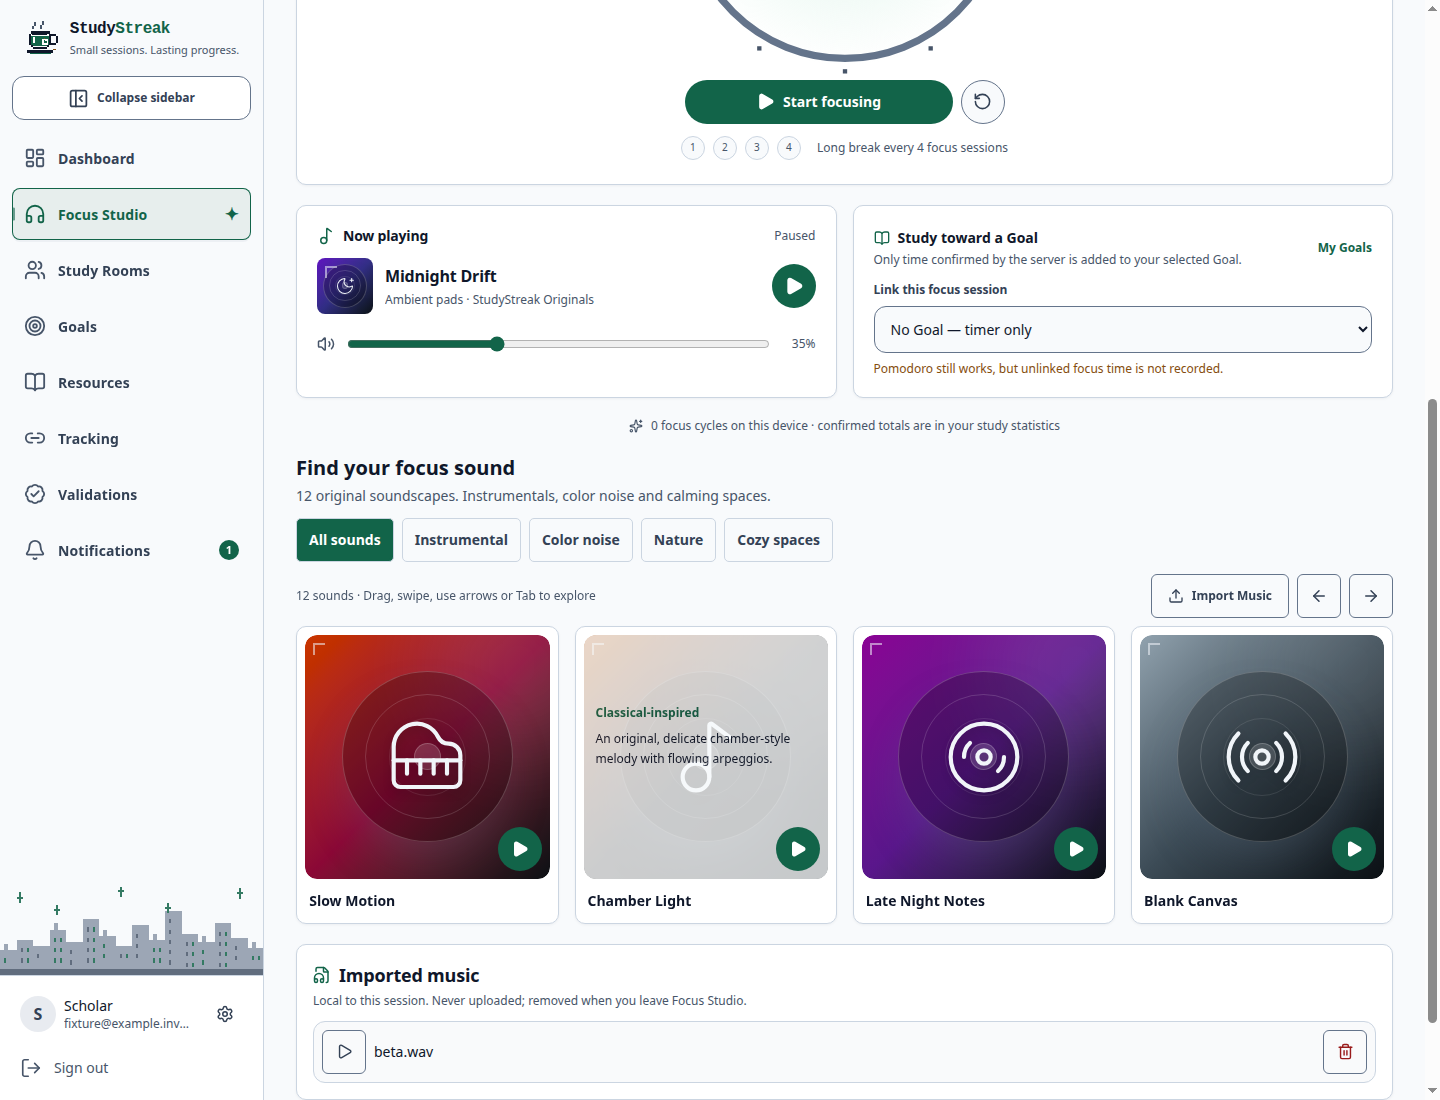 StudyStreak
Small sessions. Lasting progress.
Collapse sidebar
Dashboard
Focus Studio
Study Rooms
Goals
Resources
Tracking
Validations
Notifications
1
S
Scholar
fixture@example.inv...
Sign out
Start focusing
1 2 3 4 Long break every 4 focus sessions
Now playing
Paused
Midnight Drift
Ambient pads · StudyStreak Originals
35%
Study toward a Goal
Only time confirmed by the server is added to your selected Goal.
My Goals
Link this focus session
No Goal — timer only
Pomodoro still works, but unlinked focus time is not recorded.
0 focus cycles on this device · confirmed totals are in your study statistics
Find your focus sound
12 original soundscapes. Instrumentals, color noise and calming spaces.
All sounds
Instrumental
Color noise
Nature
Cozy spaces
12 sounds · Drag, swipe, use arrows or Tab to explore
Import Music
Slow Motion
Classical-inspired
An original, delicate chamber-style
melody with flowing arpeggios.
Chamber Light
Late Night Notes
Blank Canvas
Imported music
Local to this session. Never uploaded; removed when you leave Focus Studio.
beta.wav